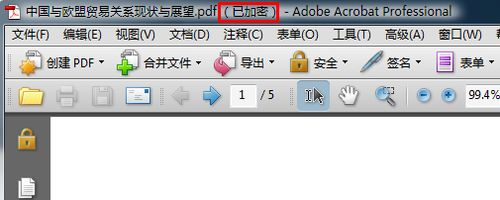 中国与欧盟贸易关系现状与展望.pdf (已加密) - Adobe Acrobat Professional
文件(F) 编辑(E) 视图(V) 文档(D) 注释(C) 表单(O) 工具(T) 高级(A) 窗口(W) 帮助(H)
创建 PDF 合并文件 导出 安全 签名 表单
1 / 5 99.4%